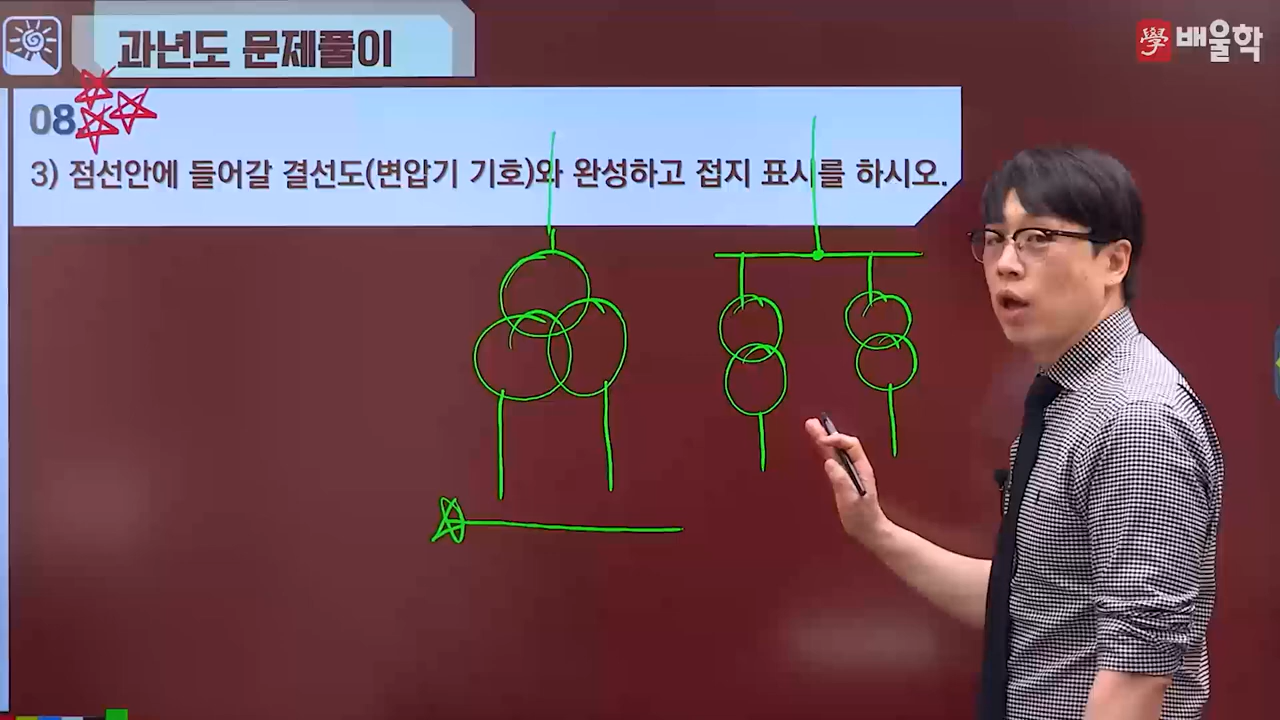 과년도 문제풀이
學 배울학
08.
3) 점선안에 들어갈 결선도(변압기 기호)와 완성하고 접지 표시를 하시오.